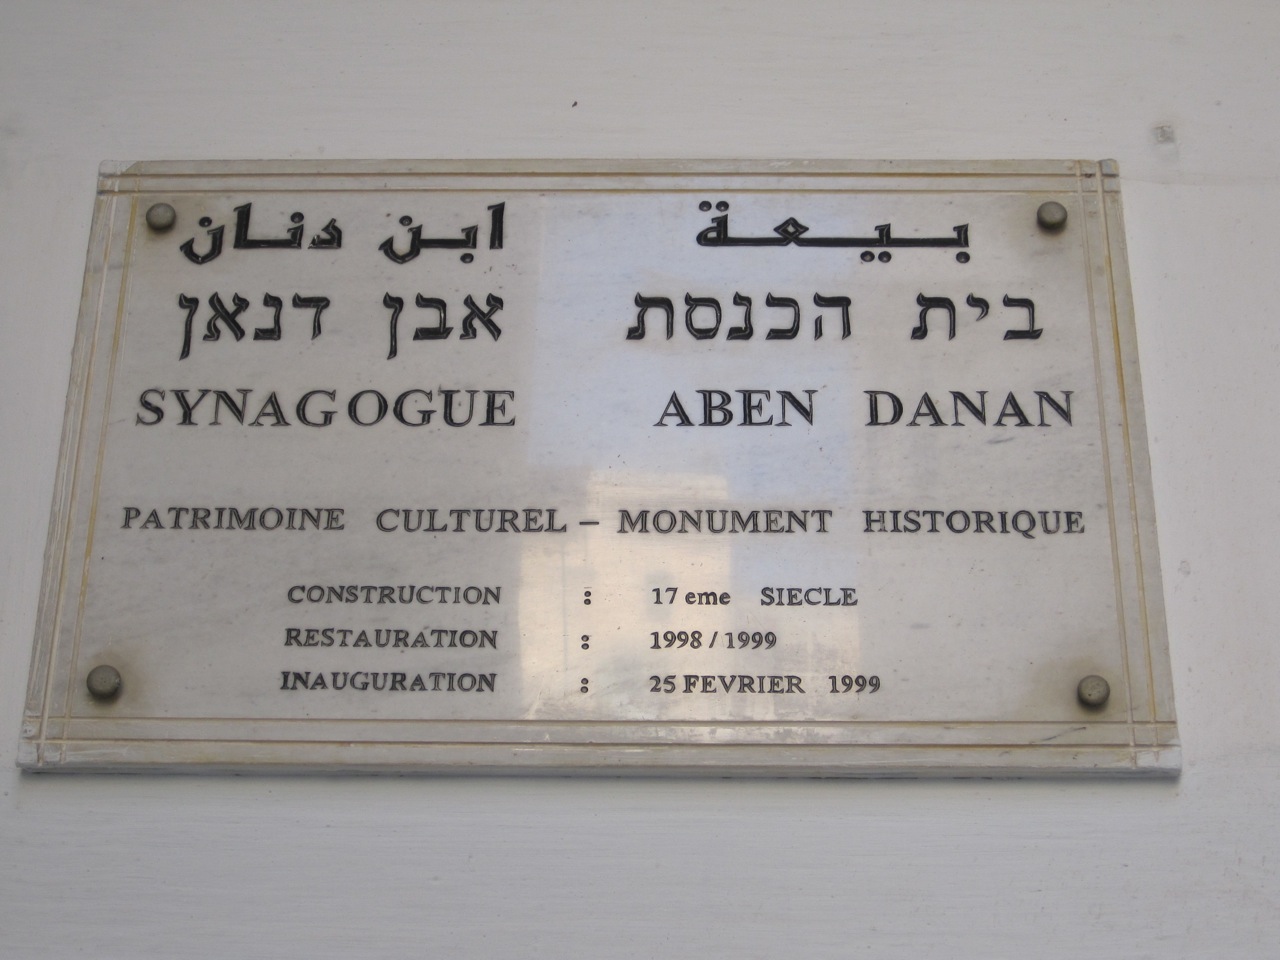 بيعة ابن دنان
בית הכנסת אבן דנאן
SYNAGOGUE ABEN DANAN
PATRIMOINE CULTUREL – MONUMENT HISTORIQUE
CONSTRUCTION : 17 eme SIECLE
RESTAURATION : 1998 / 1999
INAUGURATION : 25 FEVRIER 1999